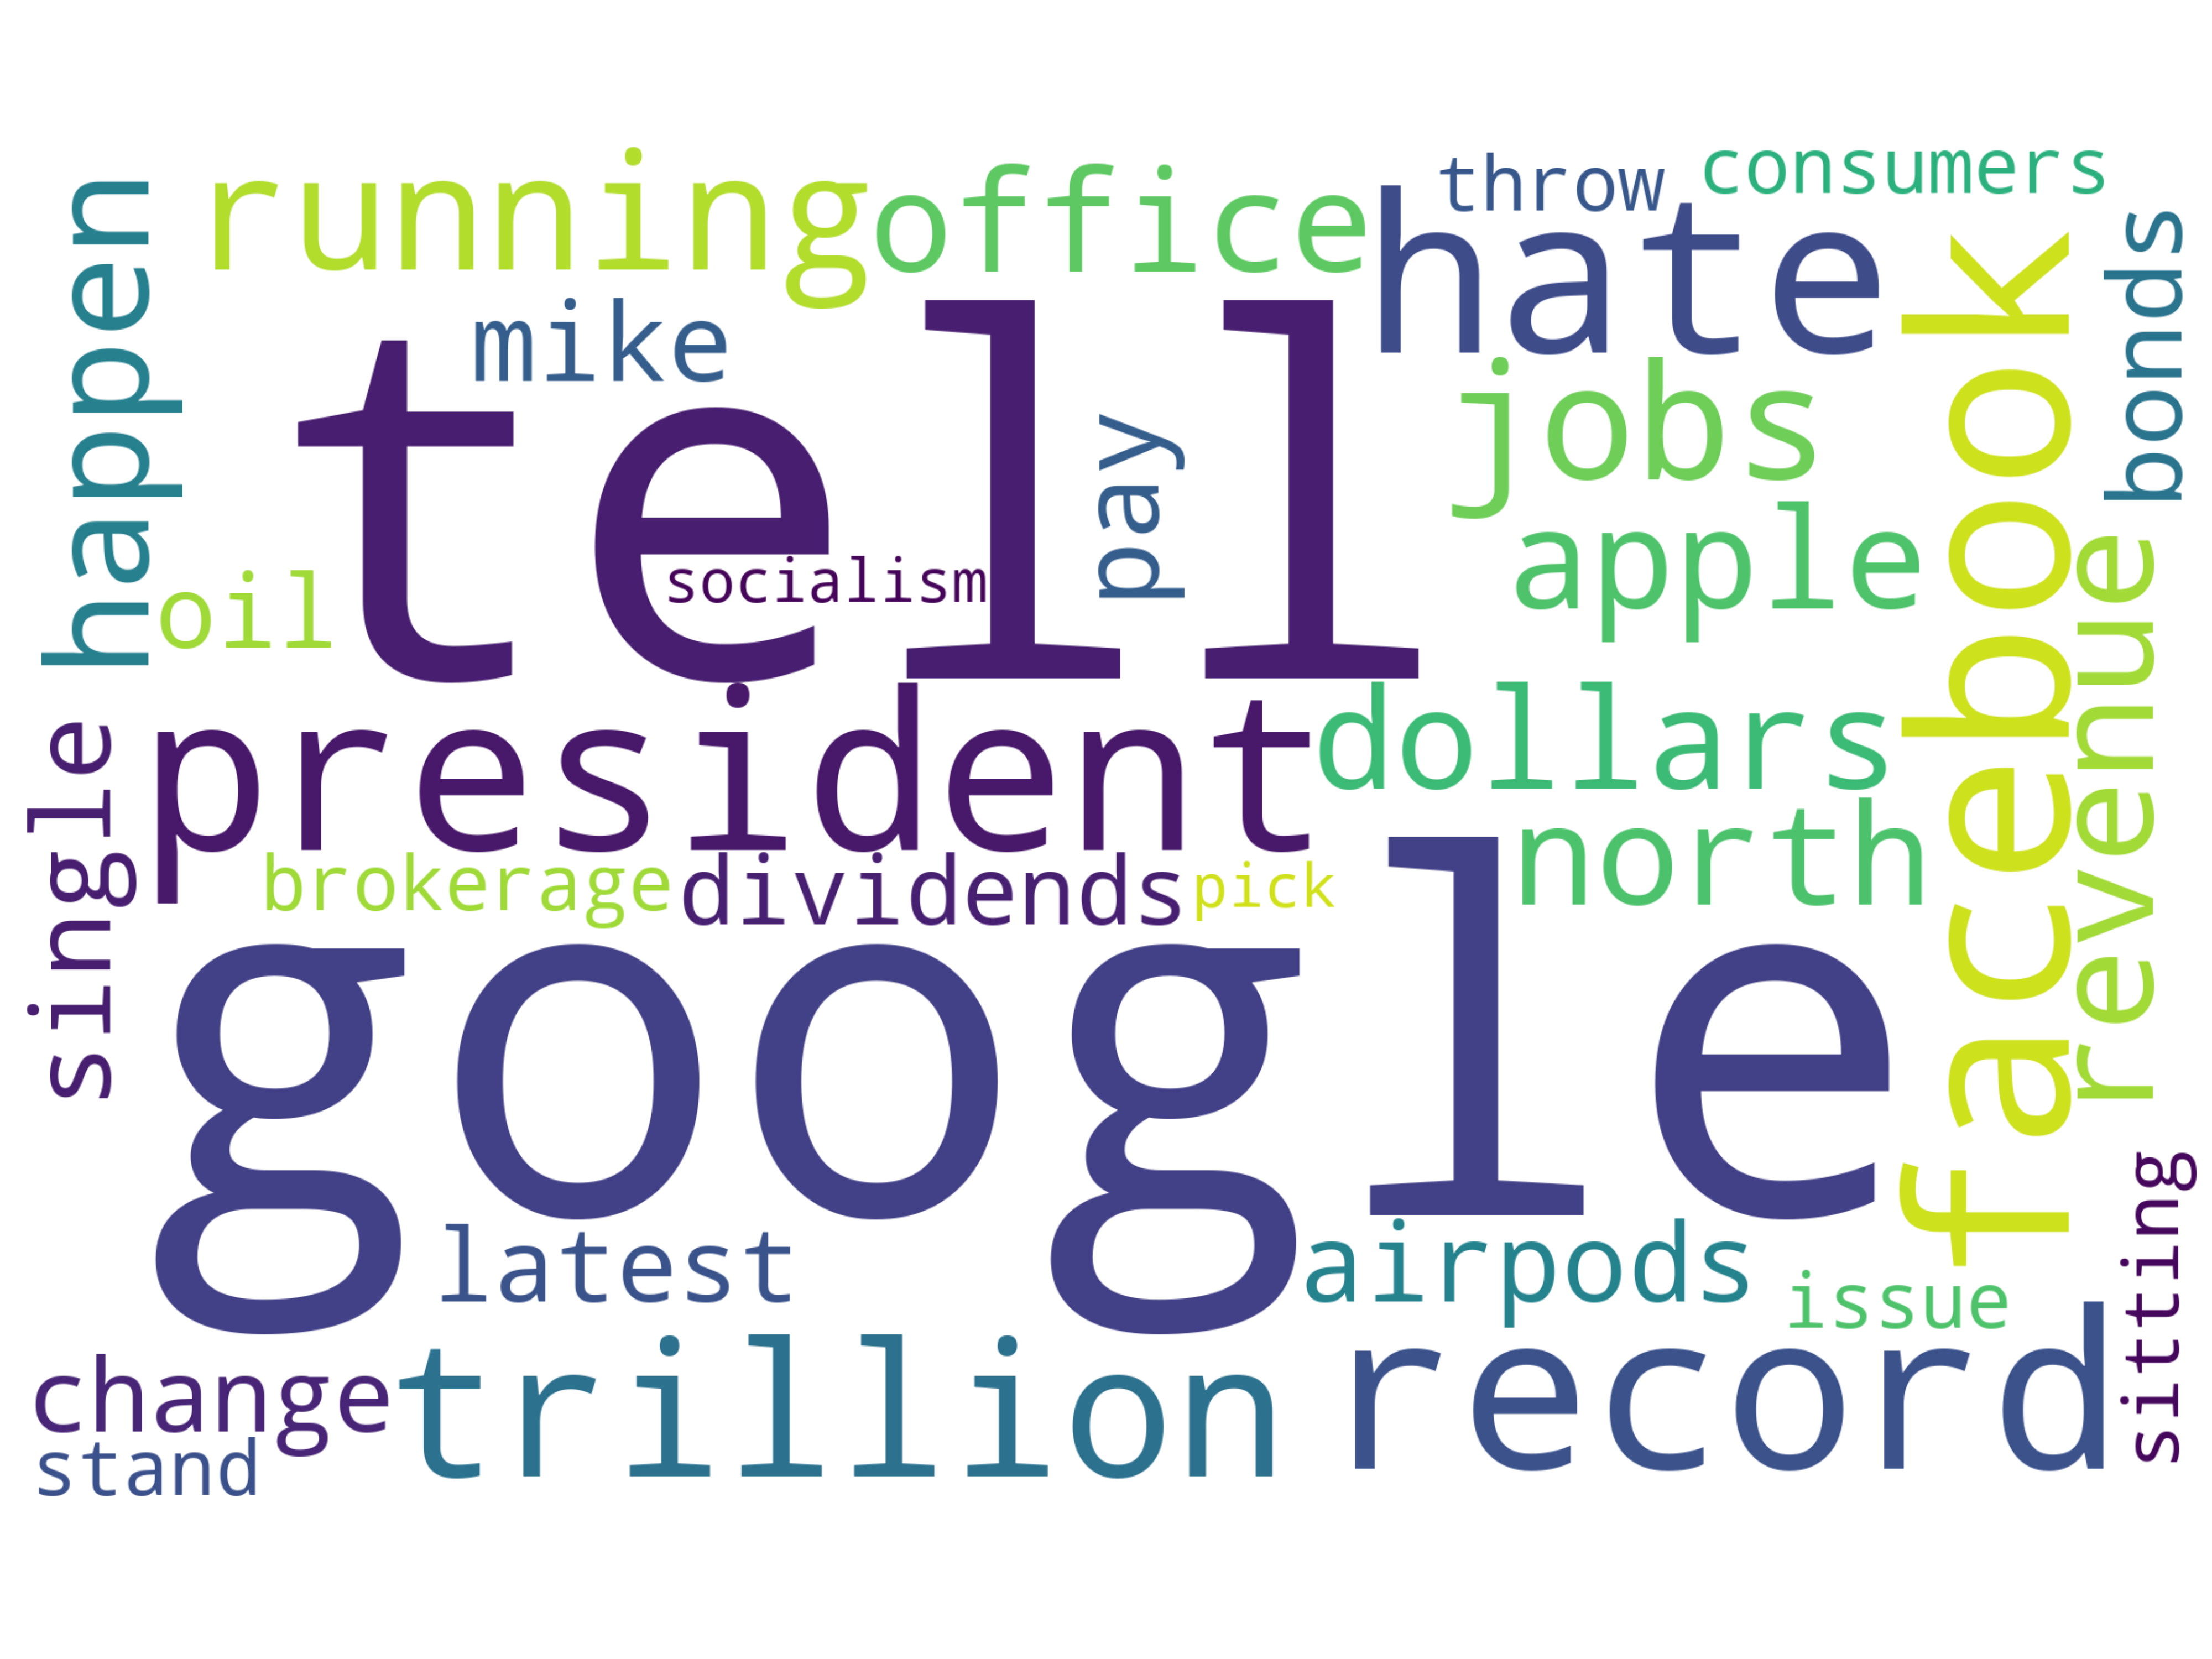 running
office
throw
consumers
happen
mike
tell
hate
facebook
bonds
pay
jobs
apple
oil
socialism
revenue
president
dollars
single
north
brokerage
dividends
pick
google
latest
airpods
issue
sitting
change
trillion
record
stand